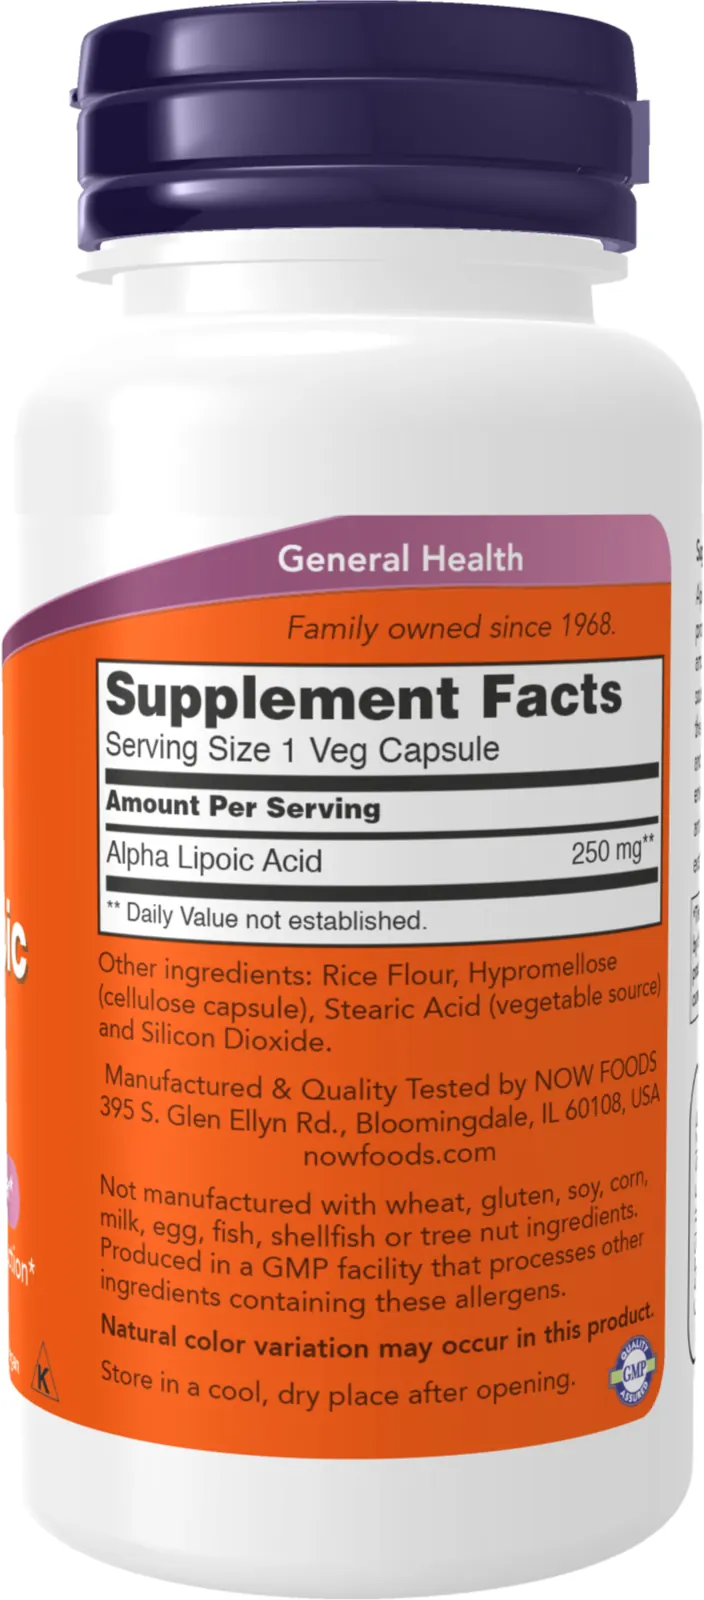 General Health
Family owned since 1968.
Supplement Facts
Serving Size 1 Veg Capsule
Amount Per Serving
Alpha Lipoic Acid 250 mg**
** Daily Value not established.
Other ingredients: Rice Flour, Hypromellose
(cellulose capsule), Stearic Acid (vegetable source)
and Silicon Dioxide.
Manufactured & Quality Tested by NOW FOODS
395 S. Glen Ellyn Rd., Bloomingdale, IL 60108, USA
nowfoods.com
Not manufactured with wheat, gluten, soy, corn,
milk, egg, fish, shellfish or tree nut ingredients.
Produced in a GMP facility that processes other
ingredients containing these allergens.
Natural color variation may occur in this product.
Store in a cool, dry place after opening.
QUALITY
GMP
ASSURED
K